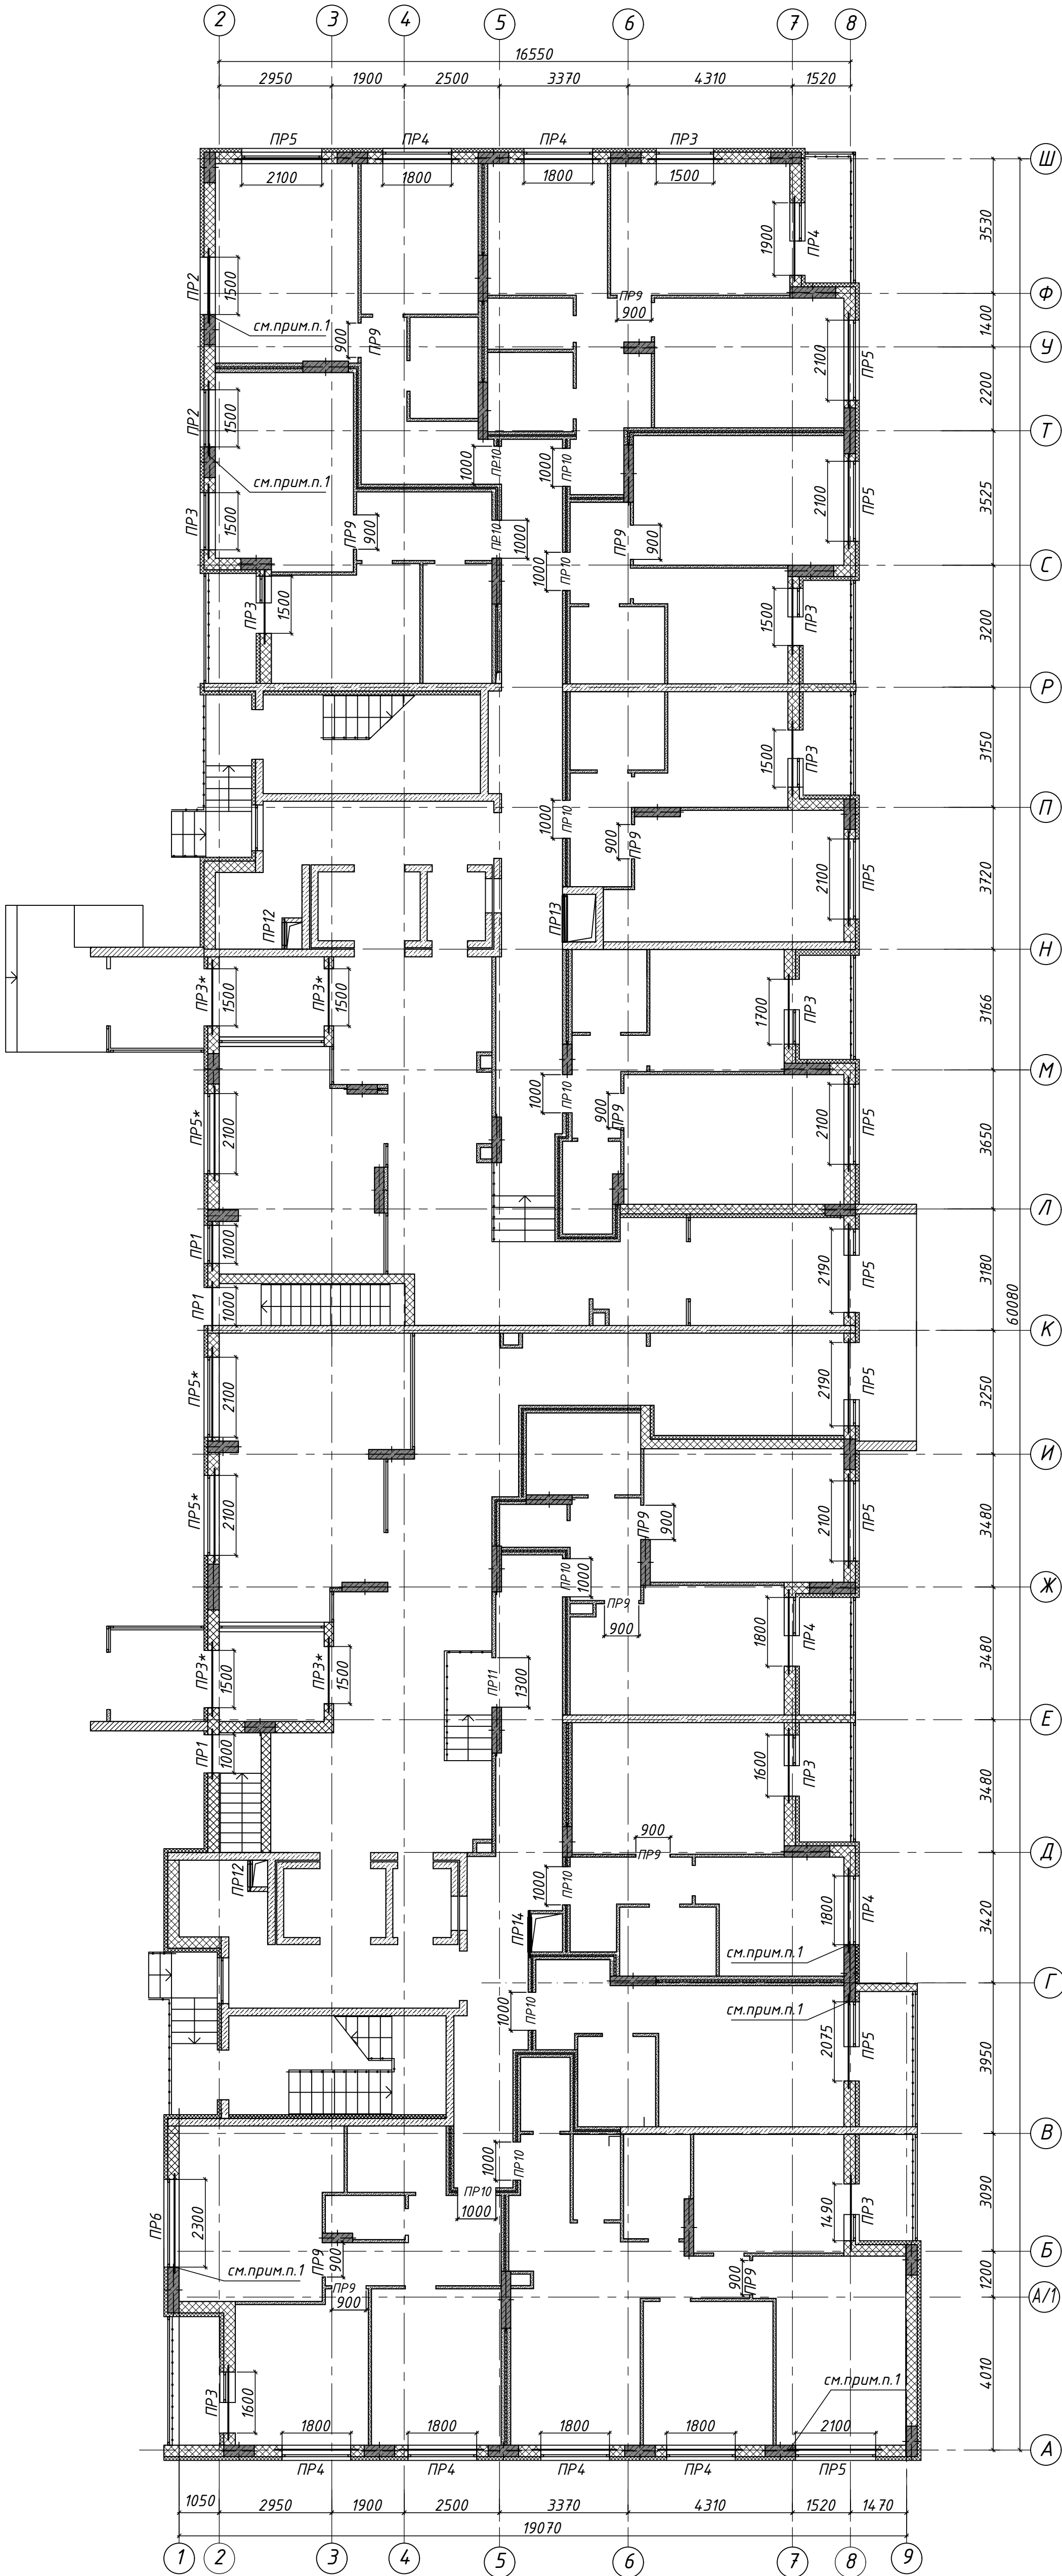 2 3 4 5 6 7 8
16550
2950 1900 2500 3370 4310 1520
ПР5 ПР4 ПР4 ПР3
Ш
2100 1800 1800 1500
3530
1900 ПР4
ПР2 1500
ПР9
900
Ф
см.прим.п.1
900 ПР9
1400
У
2100 ПР5
2200
ПР2 1500
Т
1000 ПР10 1000 ПР10
см.прим.п.1
2100 ПР5
3525
ПР3 1500
ПР9 900
ПР10 1000
ПР9 900
1000 ПР10
С
ПР3 1500
1500 ПР3
3200
Р
1500 ПР3
3150
П
1000 ПР10
900 ПР9
2100 ПР5
3720
ПР12
ПР13
Н
ПР3* 1500 ПР3* 1500
1700 ПР3
3166
М
1000 ПР10
900 ПР9
ПР5* 2100
2100 ПР5
3650
Л
ПР1 1000
2190 ПР5
3180
ПР1 1000
60080
К
ПР5* 2100
2190 ПР5
3250
И
ПР5* 2100
ПР9 900
2100 ПР5
3480
ПР10 1000
Ж
ПР9
900
1800 ПР4
3480
ПР3* 1500 ПР3* 1500
ПР11 1300
Е
ПР1 1000
1600 ПР3
3480
900
ПР9
Д
ПР12
1000 ПР10
1800 ПР4
3420
ПР14
см.прим.п.1
Г
1000 ПР10
см.прим.п.1
2075 ПР5
3950
В
1000 ПР10
ПР10
1000
ПР6 2300
1490 ПР3
3090
ПР9 900
Б
см.прим.п.1
ПР9
900
900 ПР9
1200
А/1
ПР3 1600
см.прим.п.1
4010
1800 1800 1800 1800 2100
А
ПР4 ПР4 ПР4 ПР4 ПР5
1050 2950 1900 2500 3370 4310 1520 1470
19070
1 2 3 4 5 6 7 8 9